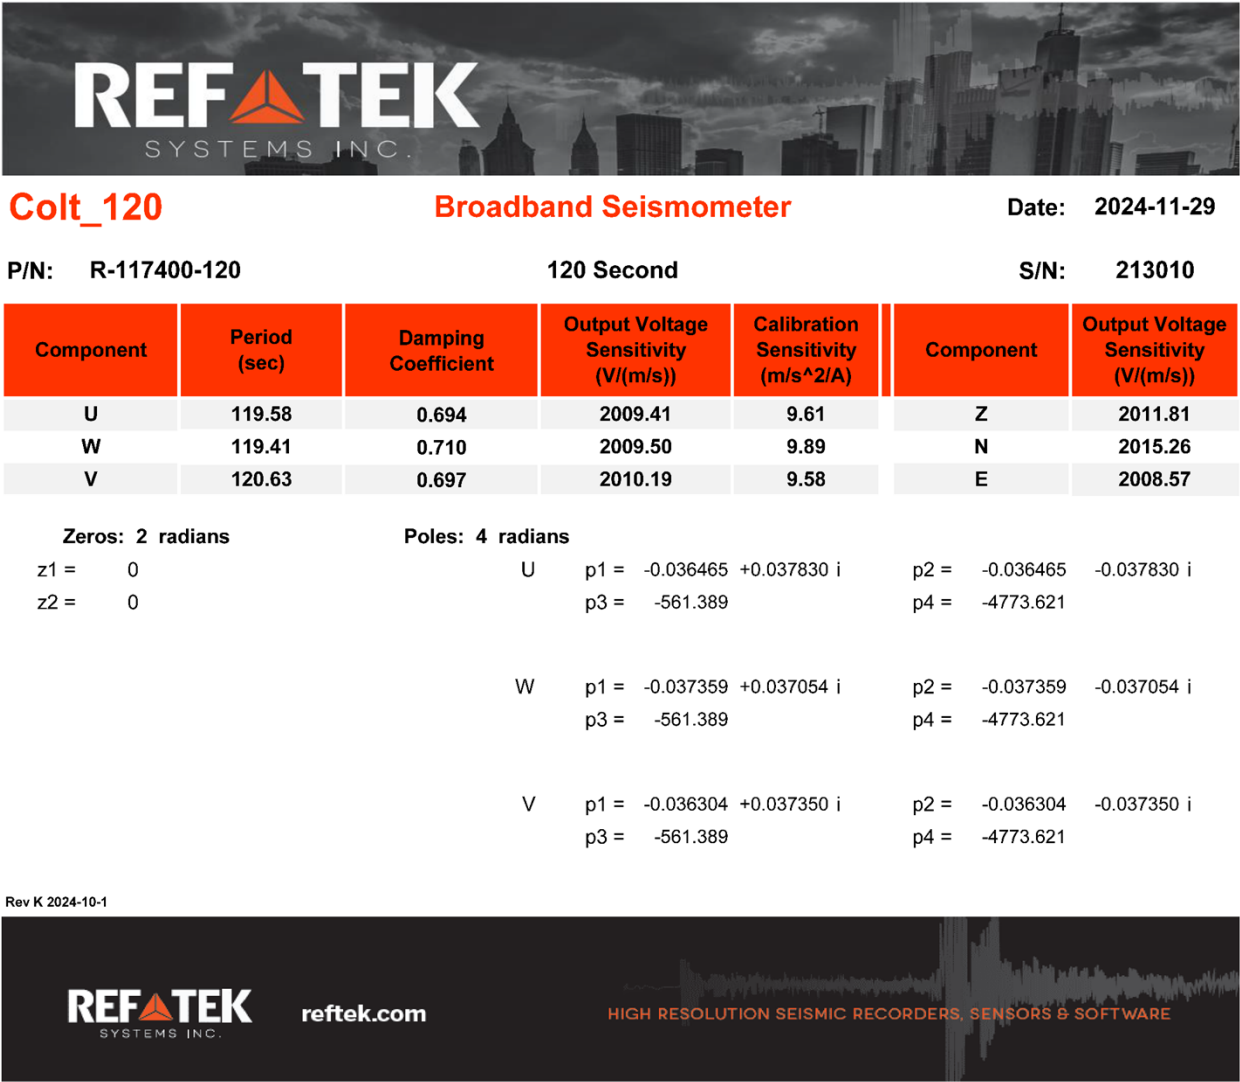 REF TEK
SYSTEMS INC.
Colt_120 Broadband Seismometer Date: 2024-11-29
P/N: R-117400-120 120 Second S/N: 213010
Component Period (sec) Damping Coefficient Output Voltage Sensitivity (V/(m/s)) Calibration Sensitivity (m/s^2/A) Component Output Voltage Sensitivity (V/(m/s))
U 119.58 0.694 2009.41 9.61 Z 2011.81
W 119.41 0.710 2009.50 9.89 N 2015.26
V 120.63 0.697 2010.19 9.58 E 2008.57
Zeros: 2 radians Poles: 4 radians
z1 = 0 U p1 = -0.036465 +0.037830 i p2 = -0.036465 -0.037830 i
z2 = 0 p3 = -561.389 p4 = -4773.621
W p1 = -0.037359 +0.037054 i p2 = -0.037359 -0.037054 i
p3 = -561.389 p4 = -4773.621
V p1 = -0.036304 +0.037350 i p2 = -0.036304 -0.037350 i
p3 = -561.389 p4 = -4773.621
Rev K 2024-10-1
REF TEK
SYSTEMS INC.
reftek.com
HIGH RESOLUTION SEISMIC RECORDERS, SENSORS & SOFTWARE